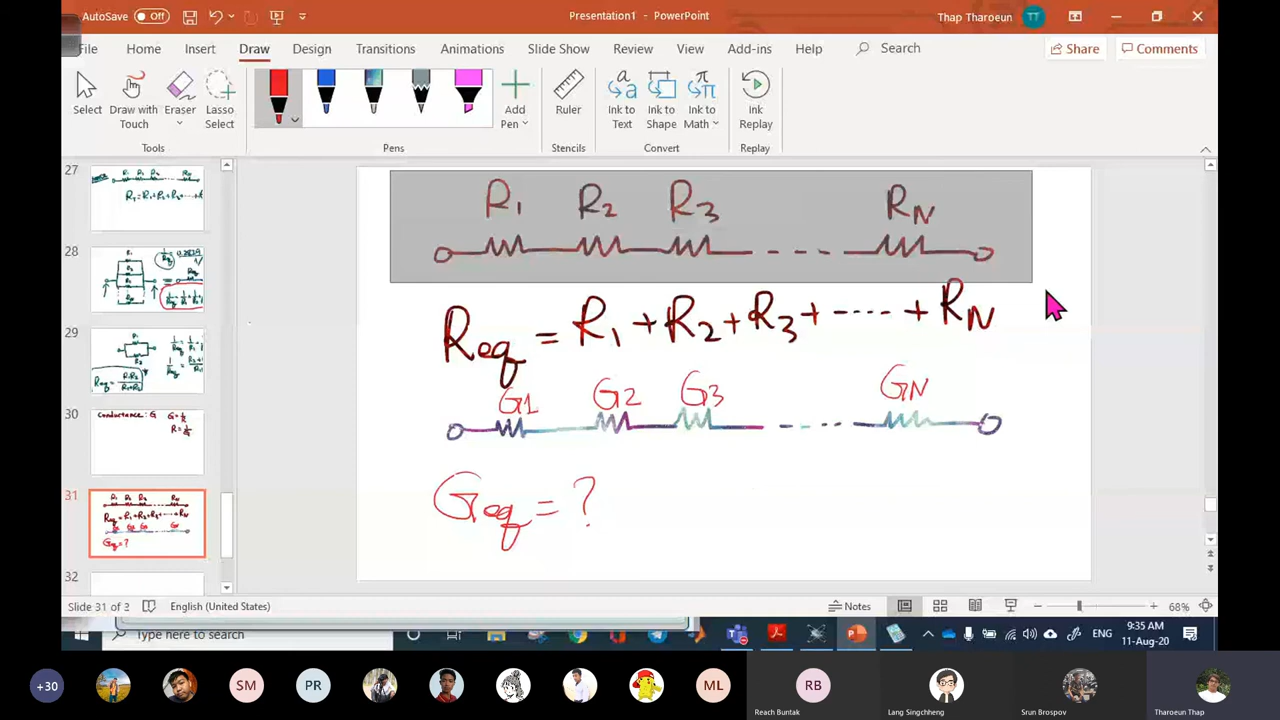 AutoSave Off Presentation1 - PowerPoint Thap Tharoeun TT
File Home Insert Draw Design Transitions Animations Slide Show Review View Add-ins Help Search Share Comments
Select Draw with Touch Eraser Lasso Select Add Pen Ruler Ink to Text Ink to Shape Ink to Math Ink Replay
Tools Pens Stencils Convert Replay
27
28
29
30
Conductance: G
31
32
R1 R2 R3 RN
Req = R1 + R2 + R3 + ---- + RN
G1 G2 G3 GN
Geq = ?
Slide 31 of 3 English (United States) Notes 68%
Type here to search ENG 9:35 AM
11-Aug-20
+30 SM PR ML RB
Reach Buntak Lang Singchheng Srun Brospov Tharoeun Thap